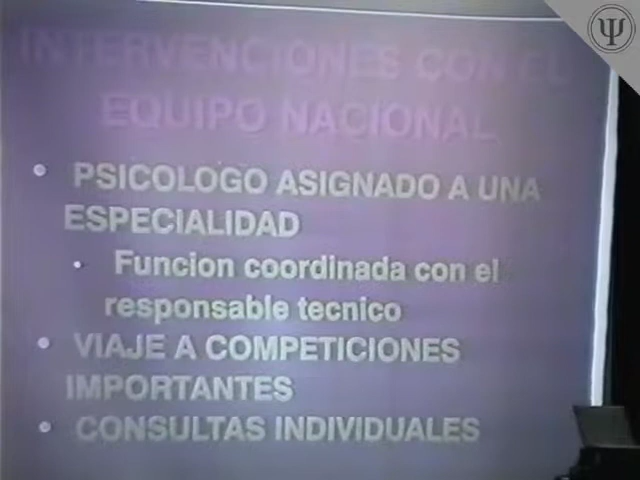 INTERVENCIONES CON EL
EQUIPO NACIONAL
• PSICOLOGO ASIGNADO A UNA
ESPECIALIDAD
• Funcion coordinada con el
responsable tecnico
• VIAJE A COMPETICIONES
IMPORTANTES
• CONSULTAS INDIVIDUALES
Ψ